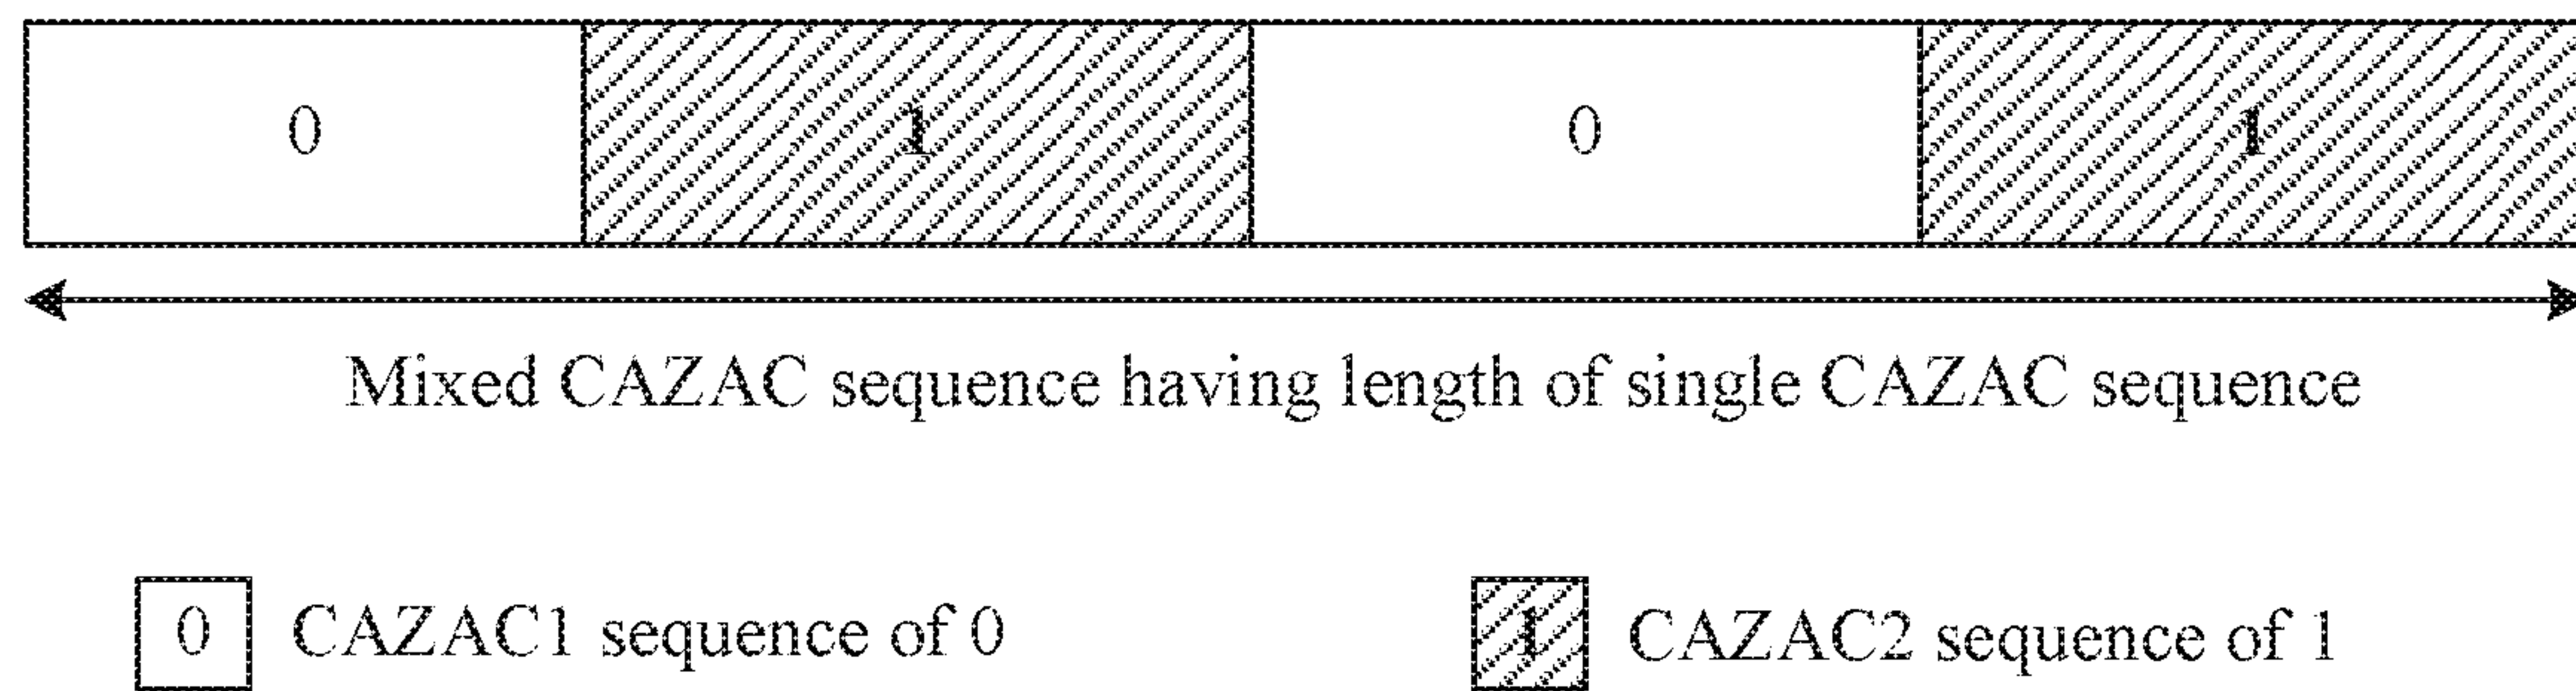 0 1 0 1
Mixed CAZAC sequence having length of single CAZAC sequence
0 CAZAC1 sequence of 0 1 CAZAC2 sequence of 1